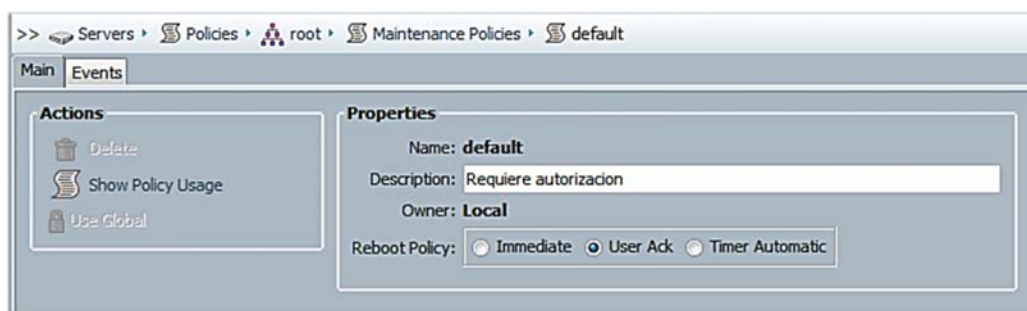 >> Servers ▸ Policies ▸ root ▸ Maintenance Policies ▸ default
Main Events
Actions
Delete
Show Policy Usage
Use Global
Properties
Name: default
Description: Requiere autorizacion
Owner: Local
Reboot Policy: Immediate User Ack Timer Automatic